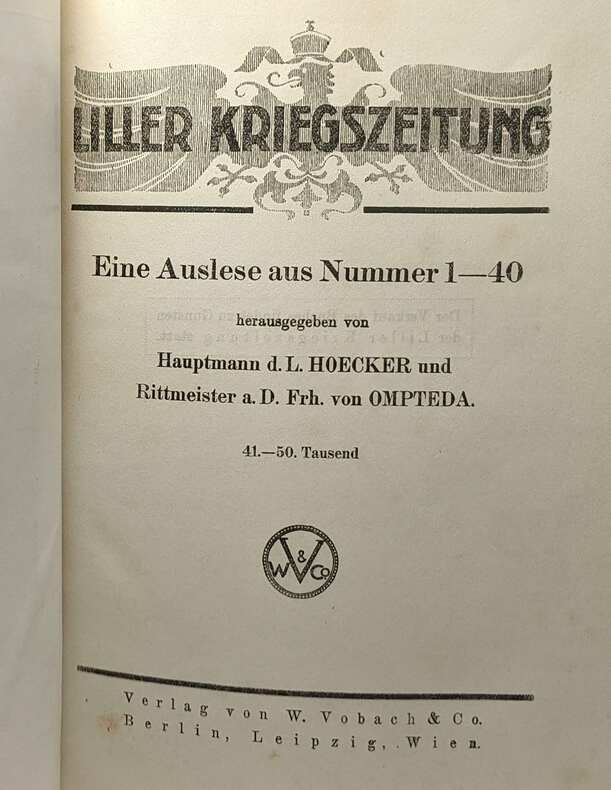 LILLER KRIEGSZEITUNG
Eine Auslese aus Nummer 1—40
herausgegeben von
Hauptmann d. L. HOECKER und
Rittmeister a. D. Frh. von OMPTEDA.
41.—50. Tausend
V
W & Co
Verlag von W. Vobach & Co.
Berlin, Leipzig, Wien.